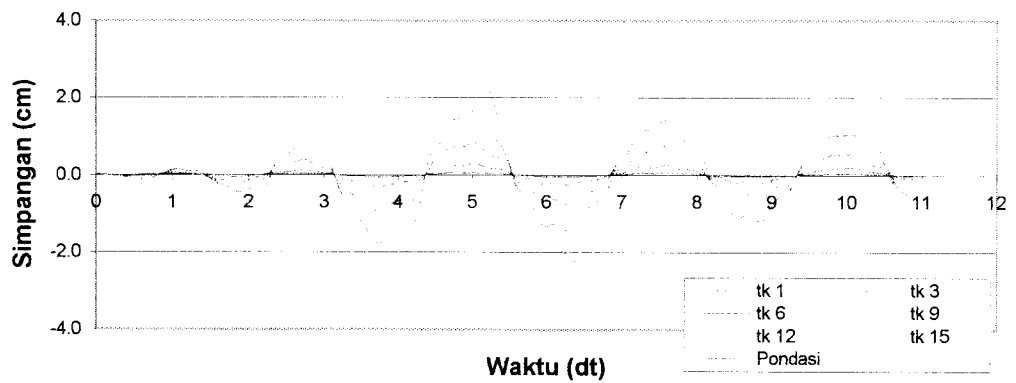 4.0
2.0
0.0
-2.0
-4.0
Simpangan (cm)
0 1 2 3 4 5 6 7 8 9 10 11 12
Waktu (dt)
tk 1 tk 3
tk 6 tk 9
tk 12 tk 15
Pondasi